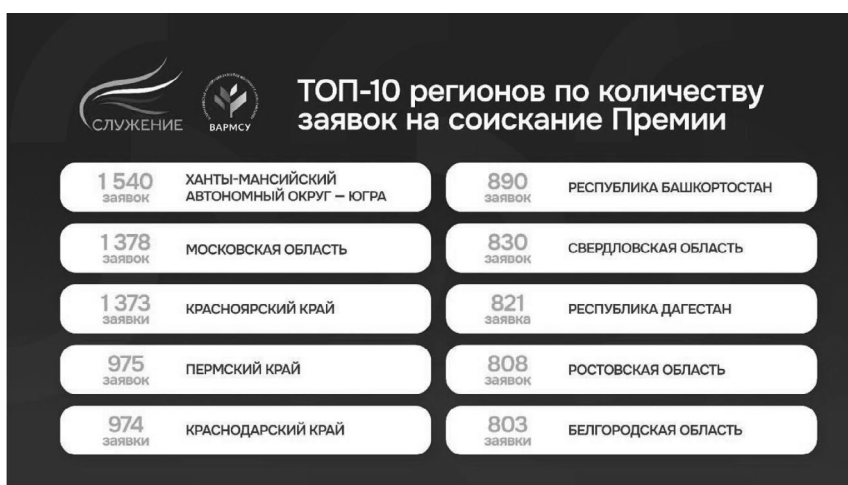 СЛУЖЕНИЕ
ВАРМСУ
ТОП-10 регионов по количеству
заявок на соискание Премии
1 540
заявок
ХАНТЫ-МАНСИЙСКИЙ
АВТОНОМНЫЙ ОКРУГ – ЮГРА
1 378
заявок
МОСКОВСКАЯ ОБЛАСТЬ
1 373
заявки
КРАСНОЯРСКИЙ КРАЙ
975
заявок
ПЕРМСКИЙ КРАЙ
974
заявки
КРАСНОДАРСКИЙ КРАЙ
890
заявок
РЕСПУБЛИКА БАШКОРТОСТАН
830
заявок
СВЕРДЛОВСКАЯ ОБЛАСТЬ
821
заявка
РЕСПУБЛИКА ДАГЕСТАН
808
заявок
РОСТОВСКАЯ ОБЛАСТЬ
803
заявки
БЕЛГОРОДСКАЯ ОБЛАСТЬ